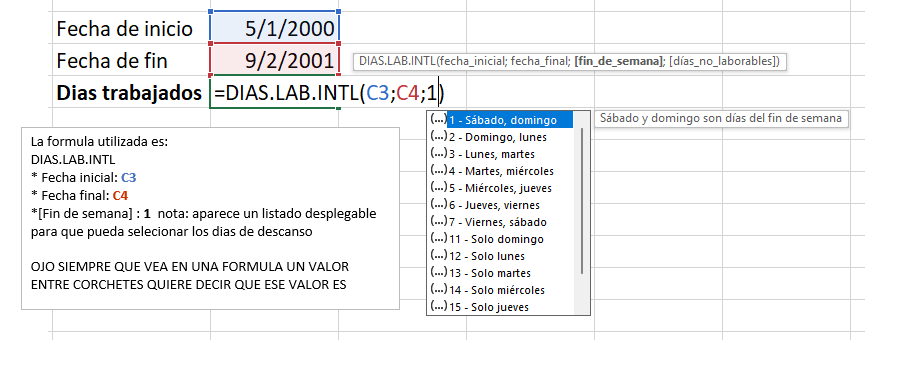 Fecha de inicio 5/1/2000
Fecha de fin 9/2/2001
DIAS.LAB.INTL(fecha_inicial; fecha_final; [fin_de_semana]; [días_no_laborables])
Dias trabajados =DIAS.LAB.INTL(C3;C4;1)
(...) 1 - Sábado, domingo
Sábado y domingo son días del fin de semana
(...) 2 - Domingo, lunes
(...) 3 - Lunes, martes
(...) 4 - Martes, miércoles
(...) 5 - Miércoles, jueves
(...) 6 - Jueves, viernes
(...) 7 - Viernes, sábado
(...) 11 - Solo domingo
(...) 12 - Solo lunes
(...) 13 - Solo martes
(...) 14 - Solo miércoles
(...) 15 - Solo jueves
La formula utilizada es:
DIAS.LAB.INTL
* Fecha inicial: C3
* Fecha final: C4
*[Fin de semana] : 1 nota: aparece un listado desplegable
para que pueda selecionar los dias de descanso
OJO SIEMPRE QUE VEA EN UNA FORMULA UN VALOR
ENTRE CORCHETES QUIERE DECIR QUE ESE VALOR ES